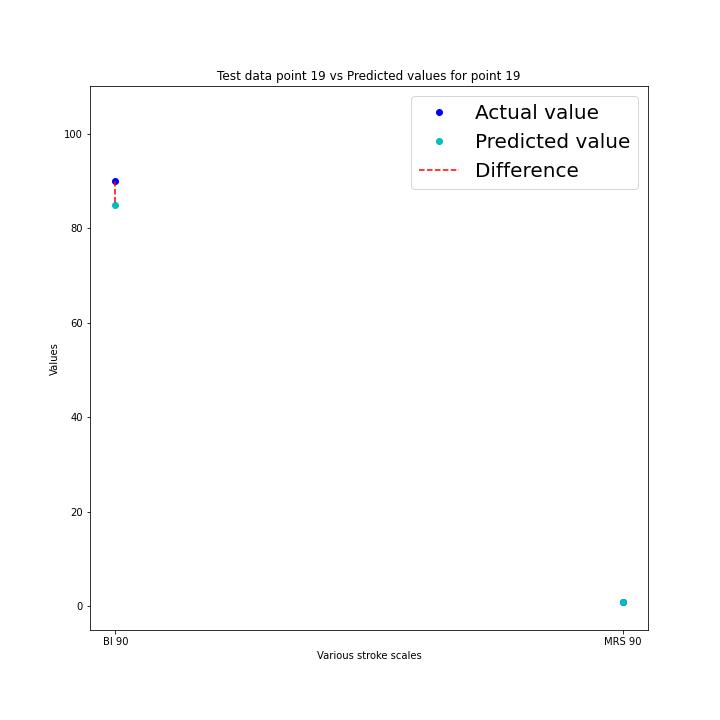 Test data point 19 vs Predicted values for point 19
Actual value
Predicted value
Difference
100
80
60
40
20
0
Values
BI 90
MRS 90
Various stroke scales